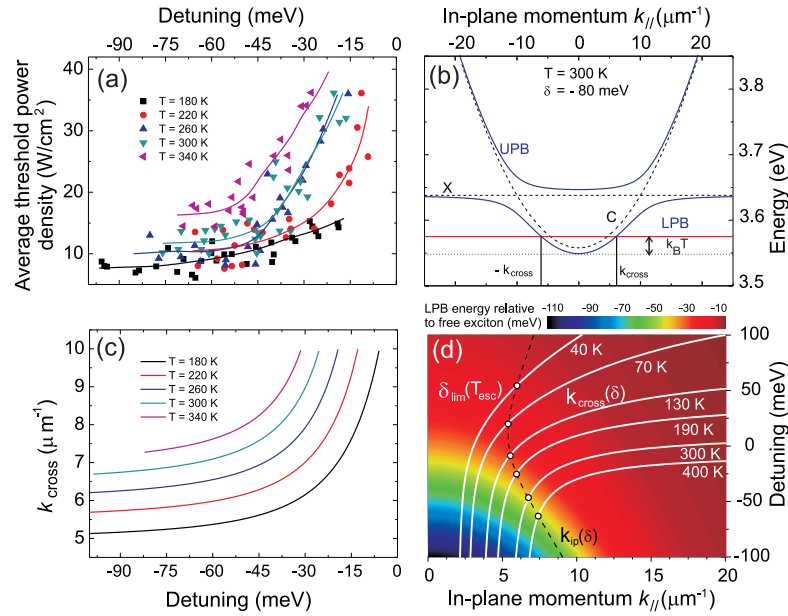 Detuning (meV)
-90 -75 -60 -45 -30 -15 0
(a)
T = 180 K
T = 220 K
T = 260 K
T = 300 K
T = 340 K
40
30
20
10
Average threshold power
density (W/cm²)
In-plane momentum k// (μm⁻¹)
-20 -10 0 10 20
(b)
T = 300 K
δ = - 80 meV
UPB
X
C
LPB
kBT
- kcross
kcross
3.8
3.7
3.6
3.5
Energy (eV)
(c)
T = 180 K
T = 220 K
T = 260 K
T = 300 K
T = 340 K
10
9
8
7
6
5
k cross (μm⁻¹)
-90 -75 -60 -45 -30 -15 0
Detuning (meV)
LPB energy relative
to free exciton (meV)
-110 -90 -70 -50 -30 -10
(d)
40 K
70 K
δlim(Tesc)
kcross(δ)
130 K
190 K
300 K
400 K
kip(δ)
100
50
0
-50
-100
Detuning (meV)
0 5 10 15 20
In-plane momentum k// (μm⁻¹)